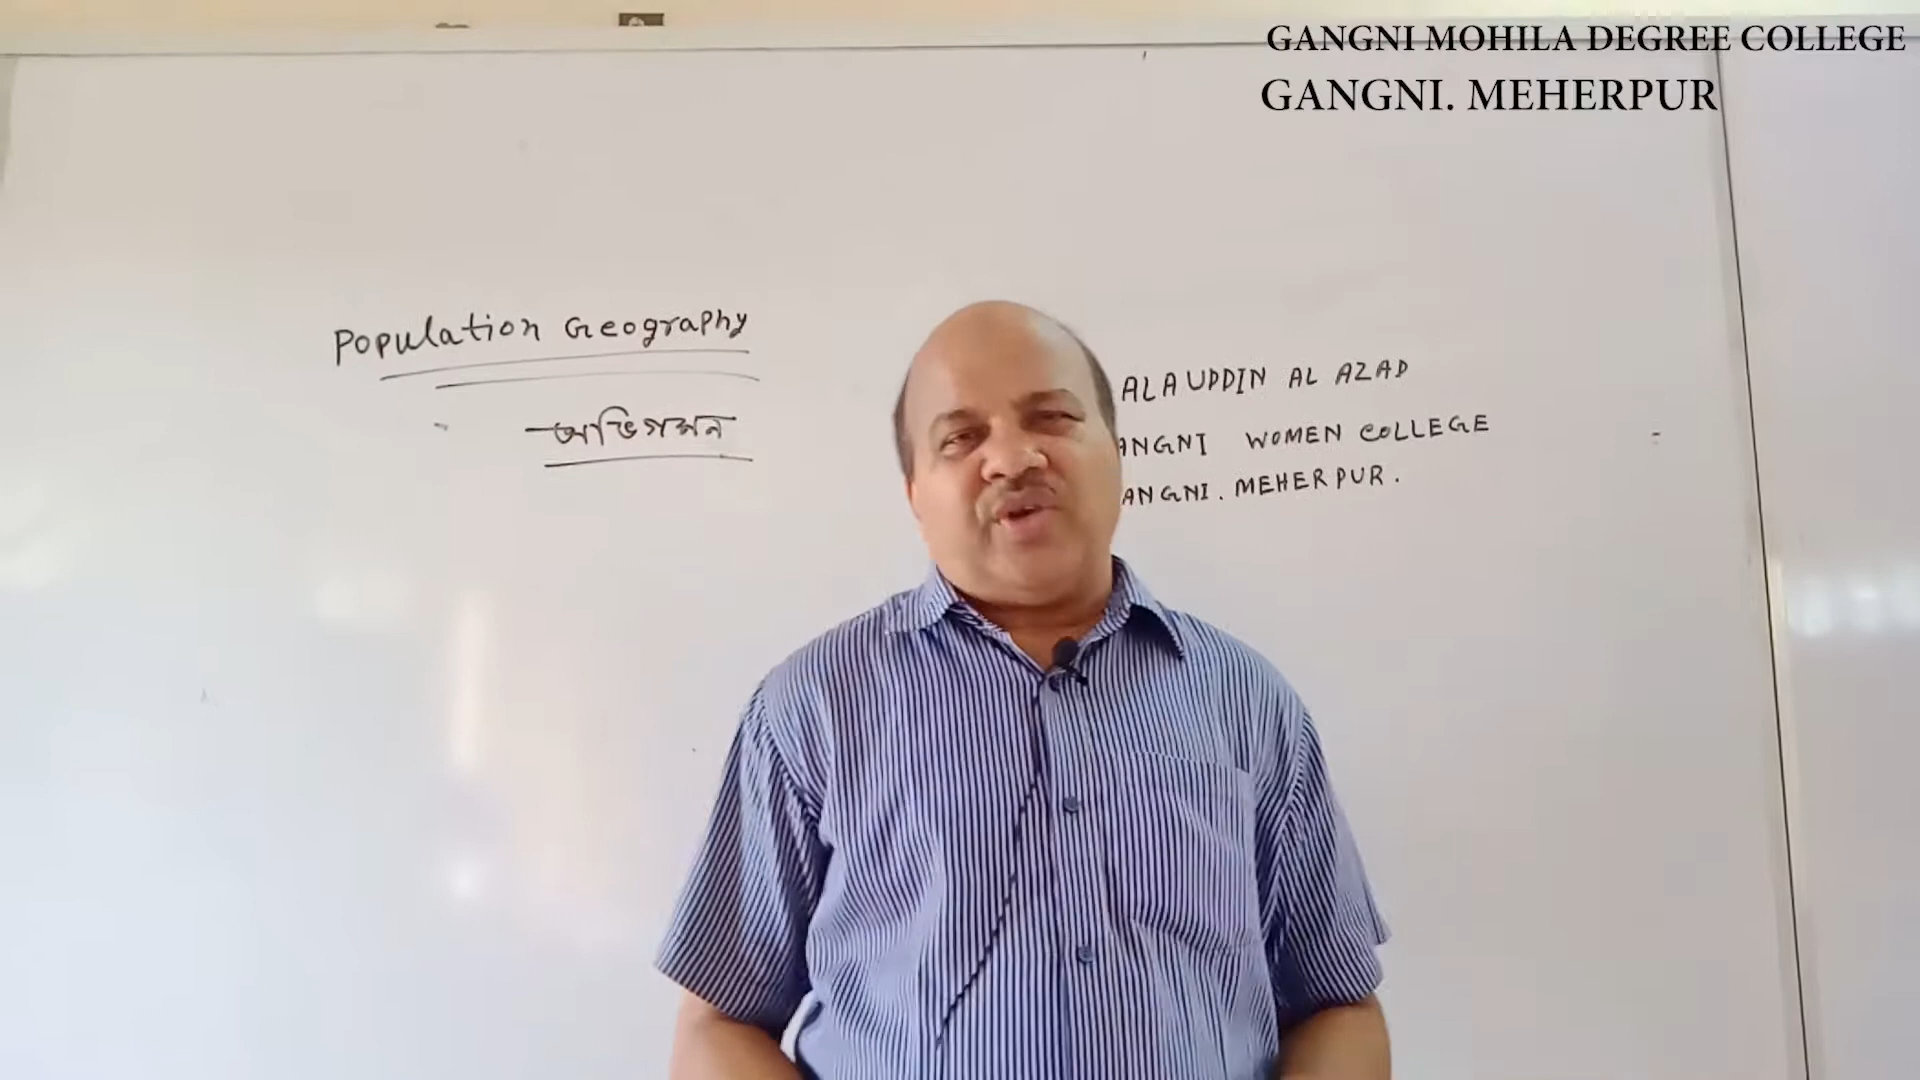 GANGNI MOHILA DEGREE COLLEGE
GANGNI. MEHERPUR
Population Geography
অভিগমন
ALAUDDIN AL AZAD
ANGNI WOMEN COLLEGE
ANGNI. MEHERPUR.